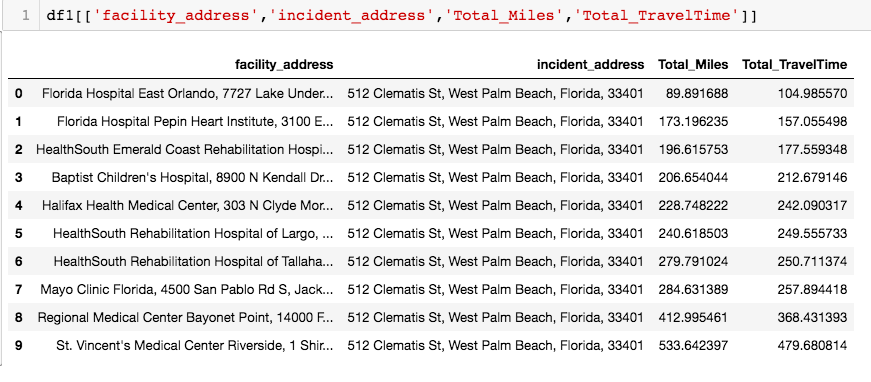 1 df1[['facility_address','incident_address','Total_Miles','Total_TravelTime']]
facility_address incident_address Total_Miles Total_TravelTime
0 Florida Hospital East Orlando, 7727 Lake Under... 512 Clematis St, West Palm Beach, Florida, 33401 89.891688 104.985570
1 Florida Hospital Pepin Heart Institute, 3100 E... 512 Clematis St, West Palm Beach, Florida, 33401 173.196235 157.055498
2 HealthSouth Emerald Coast Rehabilitation Hospi... 512 Clematis St, West Palm Beach, Florida, 33401 196.615753 177.559348
3 Baptist Children's Hospital, 8900 N Kendall Dr... 512 Clematis St, West Palm Beach, Florida, 33401 206.654044 212.679146
4 Halifax Health Medical Center, 303 N Clyde Mor... 512 Clematis St, West Palm Beach, Florida, 33401 228.748222 242.090317
5 HealthSouth Rehabilitation Hospital of Largo, ... 512 Clematis St, West Palm Beach, Florida, 33401 240.618503 249.555733
6 HealthSouth Rehabilitation Hospital of Tallaha... 512 Clematis St, West Palm Beach, Florida, 33401 279.791024 250.711374
7 Mayo Clinic Florida, 4500 San Pablo Rd S, Jack... 512 Clematis St, West Palm Beach, Florida, 33401 284.631389 257.894418
8 Regional Medical Center Bayonet Point, 14000 F... 512 Clematis St, West Palm Beach, Florida, 33401 412.995461 368.431393
9 St. Vincent's Medical Center Riverside, 1 Shir... 512 Clematis St, West Palm Beach, Florida, 33401 533.642397 479.680814